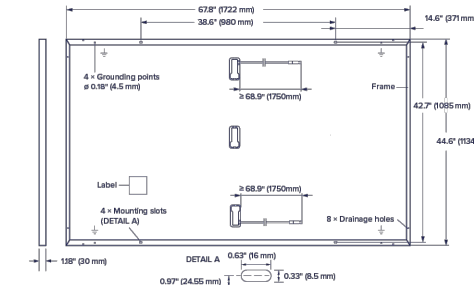 67.8" (1722 mm)
38.6" (980 mm)
14.6" (371 mm
4 × Grounding points
ø 0.18" (4.5 mm)
≥ 68.9" (1750mm)
Frame
42.7" (1085 mm)
44.6" (1134
Label
≥ 68.9" (1750mm)
4 × Mounting slots
(DETAIL A)
8 × Drainage holes
1.18" (30 mm)
DETAIL A
0.63" (16 mm)
0.33" (8.5 mm)
0.97" (24.55 mm)